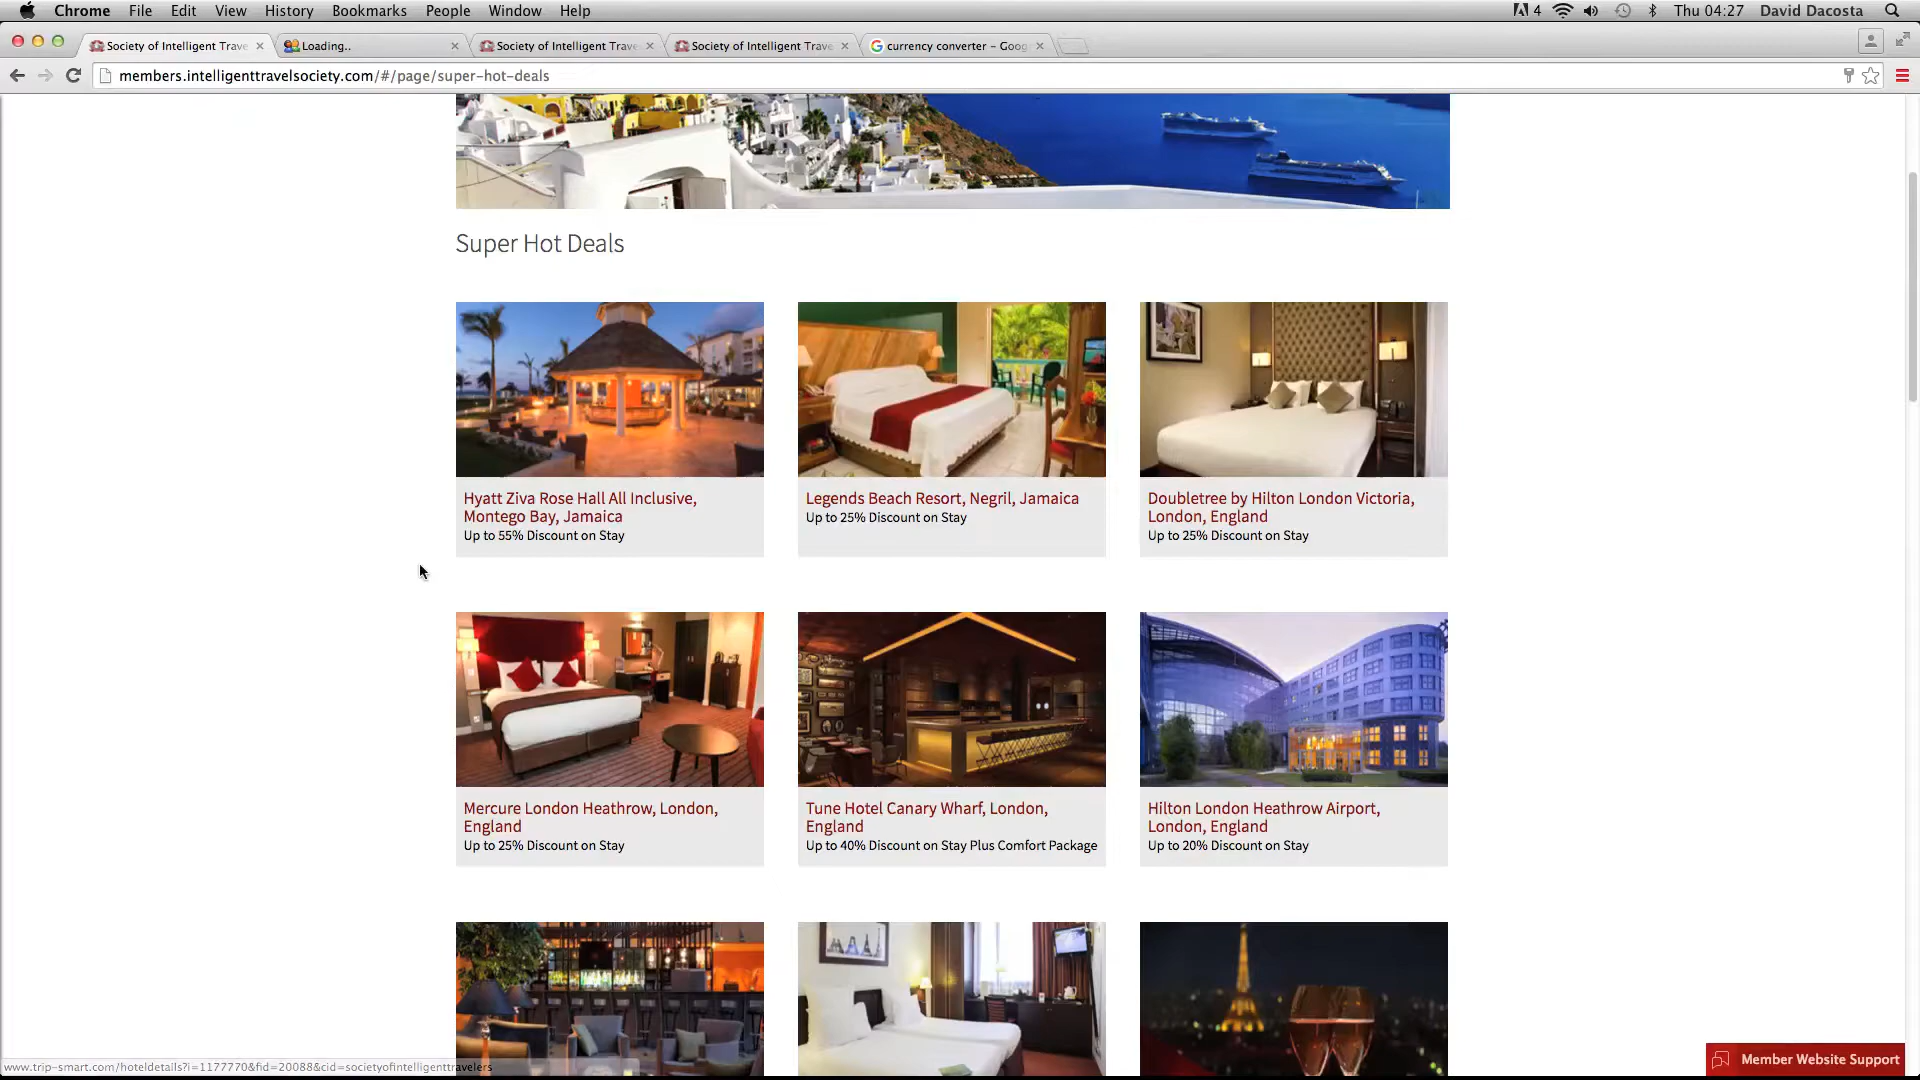 Chrome File Edit View History Bookmarks People Window Help
4 Thu 04:27 David Dacosta
Society of Intelligent Trave
Loading..
Society of Intelligent Trave
Society of Intelligent Trave
currency converter – Goog
members.intelligenttravelsociety.com/#/page/super-hot-deals
Super Hot Deals
Hyatt Ziva Rose Hall All Inclusive,
Montego Bay, Jamaica
Up to 55% Discount on Stay
Legends Beach Resort, Negril, Jamaica
Up to 25% Discount on Stay
Doubletree by Hilton London Victoria,
London, England
Up to 25% Discount on Stay
Mercure London Heathrow, London,
England
Up to 25% Discount on Stay
Tune Hotel Canary Wharf, London,
England
Up to 40% Discount on Stay Plus Comfort Package
Hilton London Heathrow Airport,
London, England
Up to 20% Discount on Stay
www.trip-smart.com/hoteldetails?i=1177770&fid=20088&cid=societyofintelligenttravelers
Member Website Support